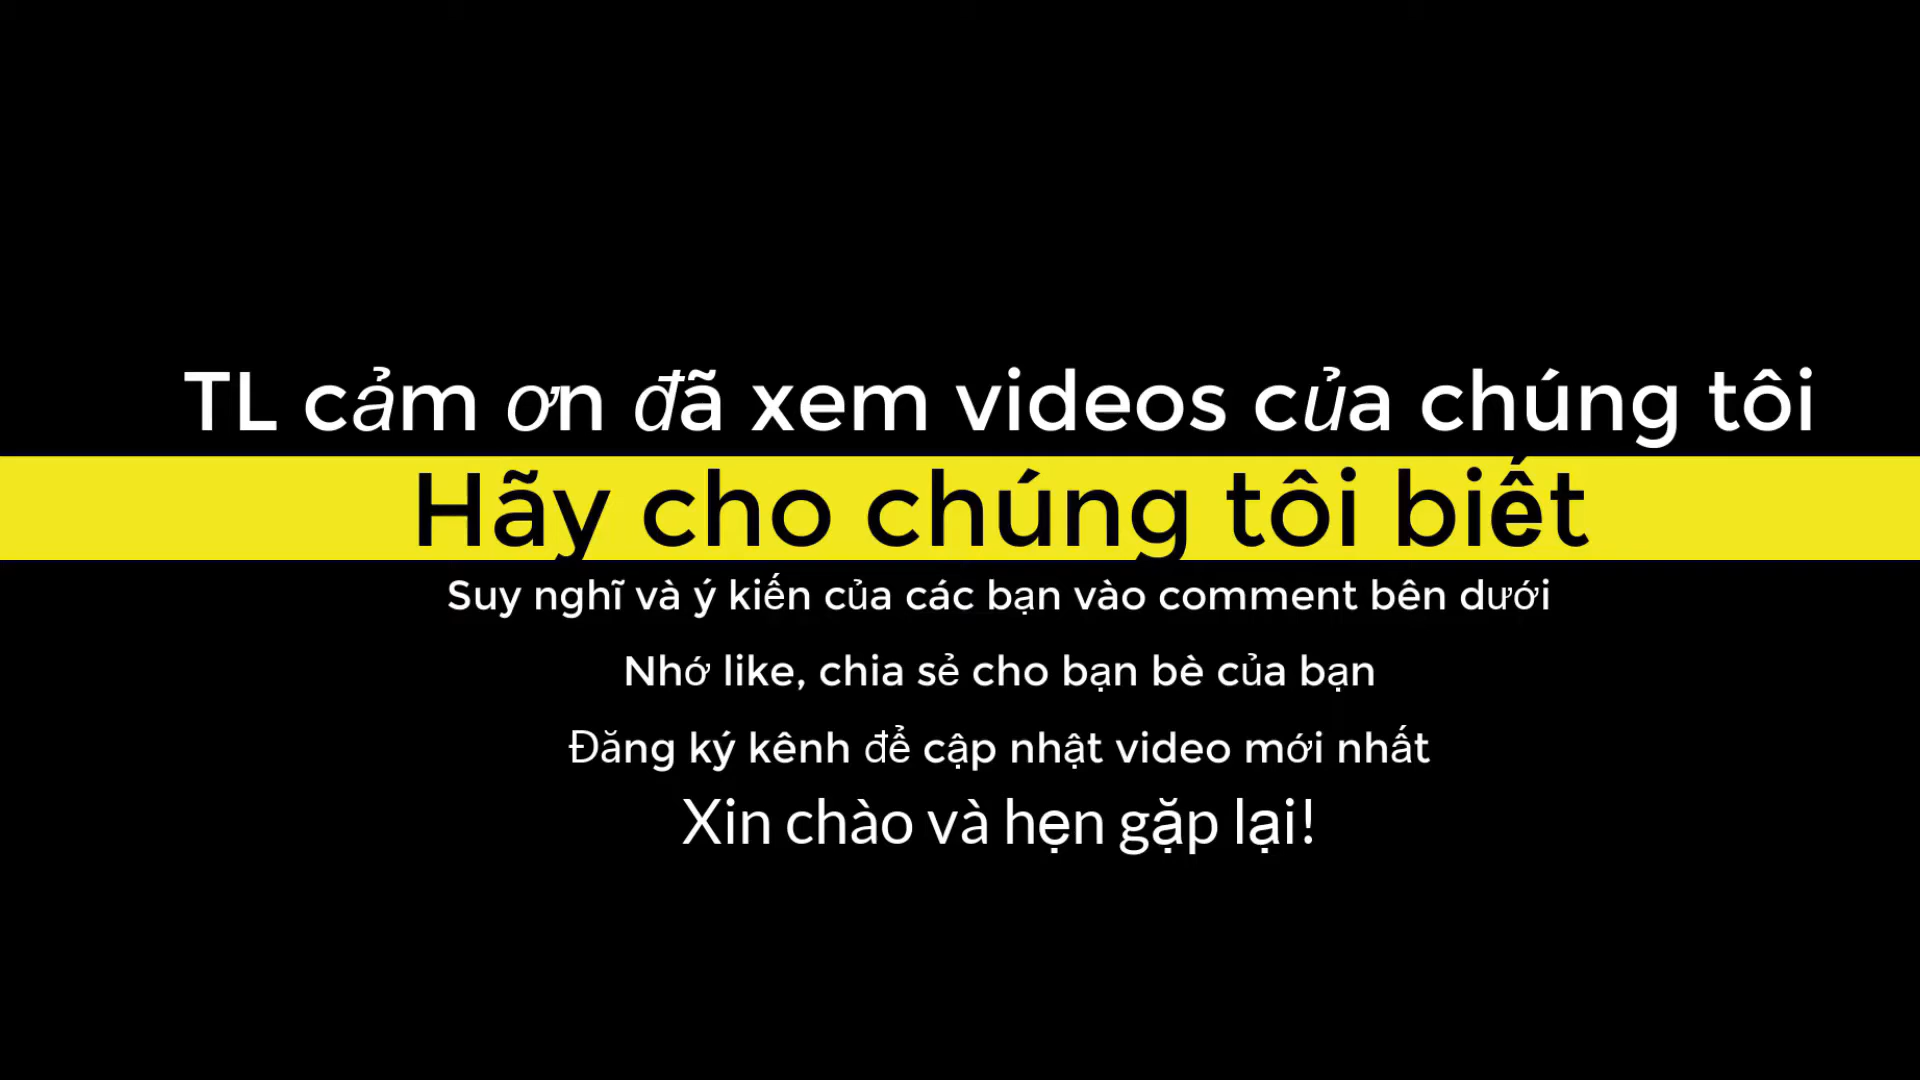 TL cảm ơn đã xem videos của chúng tôi
Hãy cho chúng tôi biết
Suy nghĩ và ý kiến của các bạn vào comment bên dưới
Nhớ like, chia sẻ cho bạn bè của bạn
Đăng ký kênh để cập nhật video mới nhất
Xin chào và hẹn gặp lại!